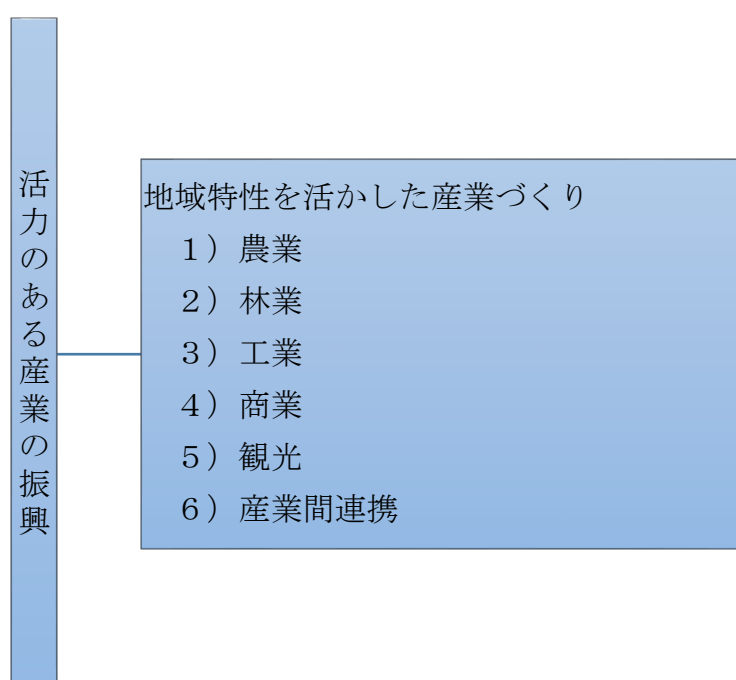 活力のある産業の振興
地域特性を活かした産業づくり
１）農業
２）林業
３）工業
４）商業
５）観光
６）産業間連携